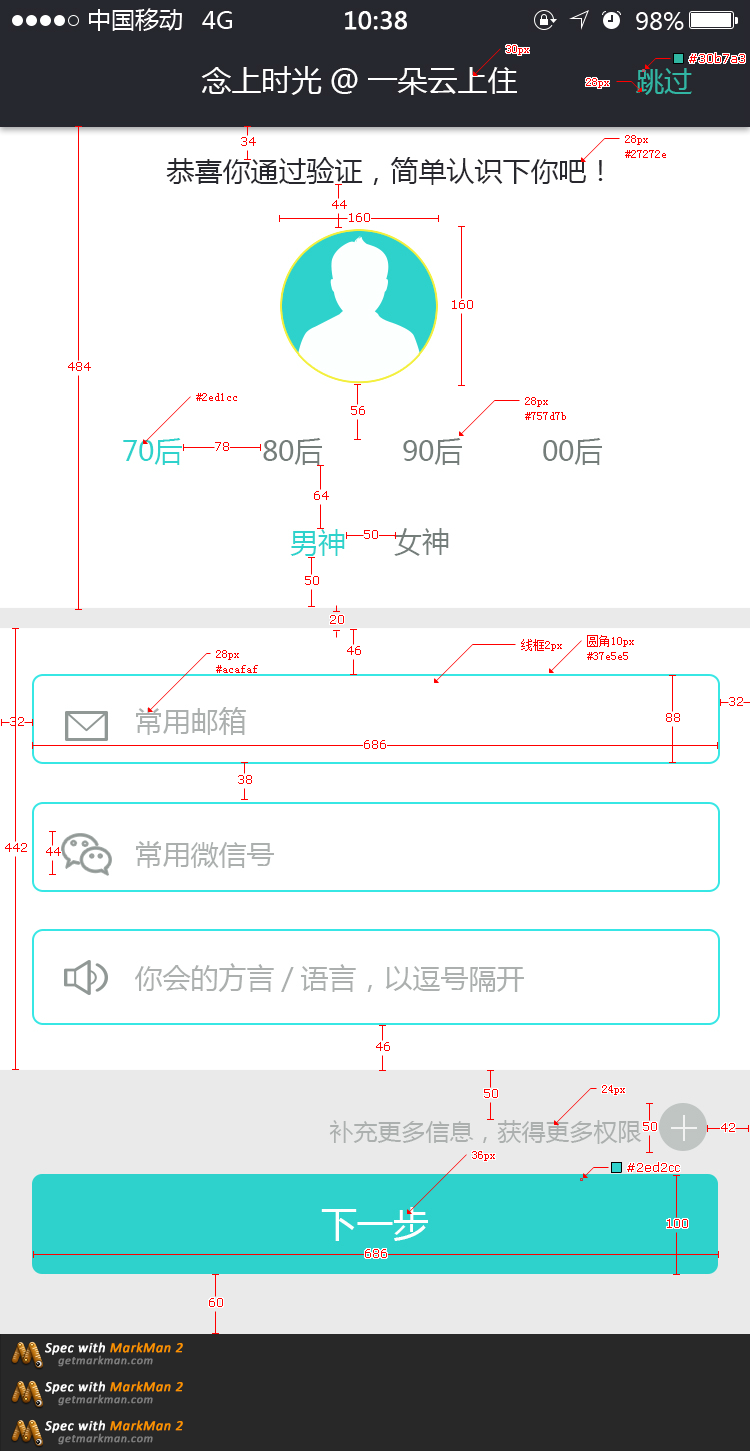 中国移动 4G 10:38 98%
30px
#30b7a3
念上时光 @ 一朵云上住 26px 跳过
34 28px
#27272e
恭喜你通过验证，简单认识下你吧！
44
160
160
484
#2ed1cc 56 28px
#757d7b
70后 78 80后 90后 00后
64
男神 50 女神
50
20
46 线框2px 圆角10px
28px #37e5e5
#acafaf
32 常用邮箱 88 32
686
38
442 44 常用微信号
你会的方言 / 语言，以逗号隔开
46
50 24px
补充更多信息，获得更多权限 50 42
36px #2ed2cc
下一步 100
686
60
Spec with MarkMan 2
getmarkman.com
Spec with MarkMan 2
getmarkman.com
Spec with MarkMan 2
getmarkman.com